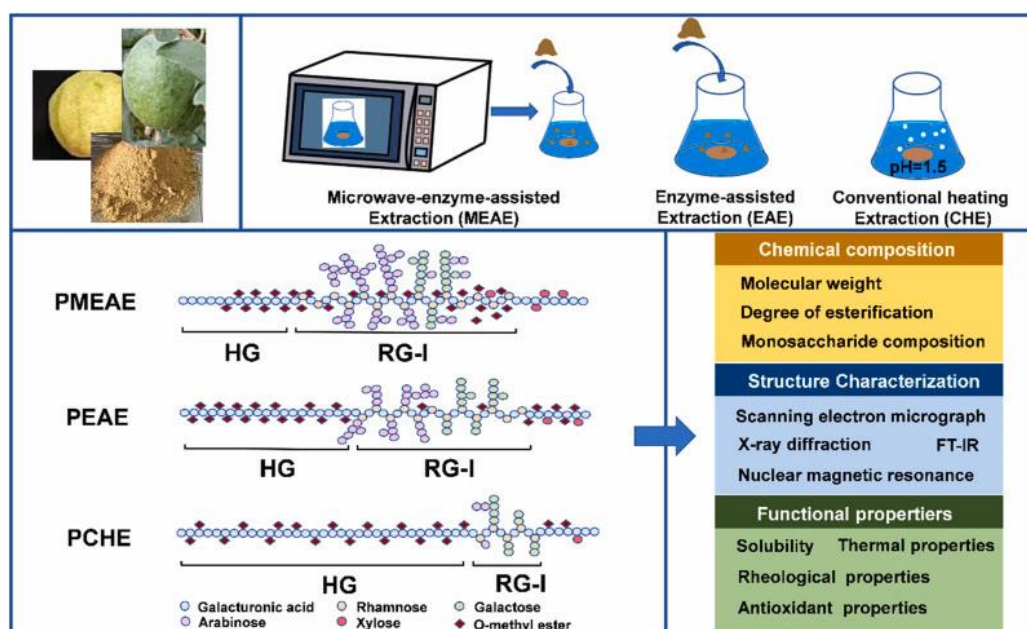 Microwave-enzyme-assisted
Extraction (MEAE)
Enzyme-assisted
Extraction (EAE)
pH=1.5
Conventional heating
Extraction (CHE)
PMEAE
HG
RG-I
PEAE
HG
RG-I
PCHE
HG
RG-I
Galacturonic acid
Rhamnose
Galactose
Arabinose
Xylose
O-methyl ester
Chemical composition
Molecular weight
Degree of esterification
Monosaccharide composition
Structure Characterization
Scanning electron micrograph
X-ray diffraction FT-IR
Nuclear magnetic resonance
Functional propertiers
Solubility Thermal properties
Rheological properties
Antioxidant properties